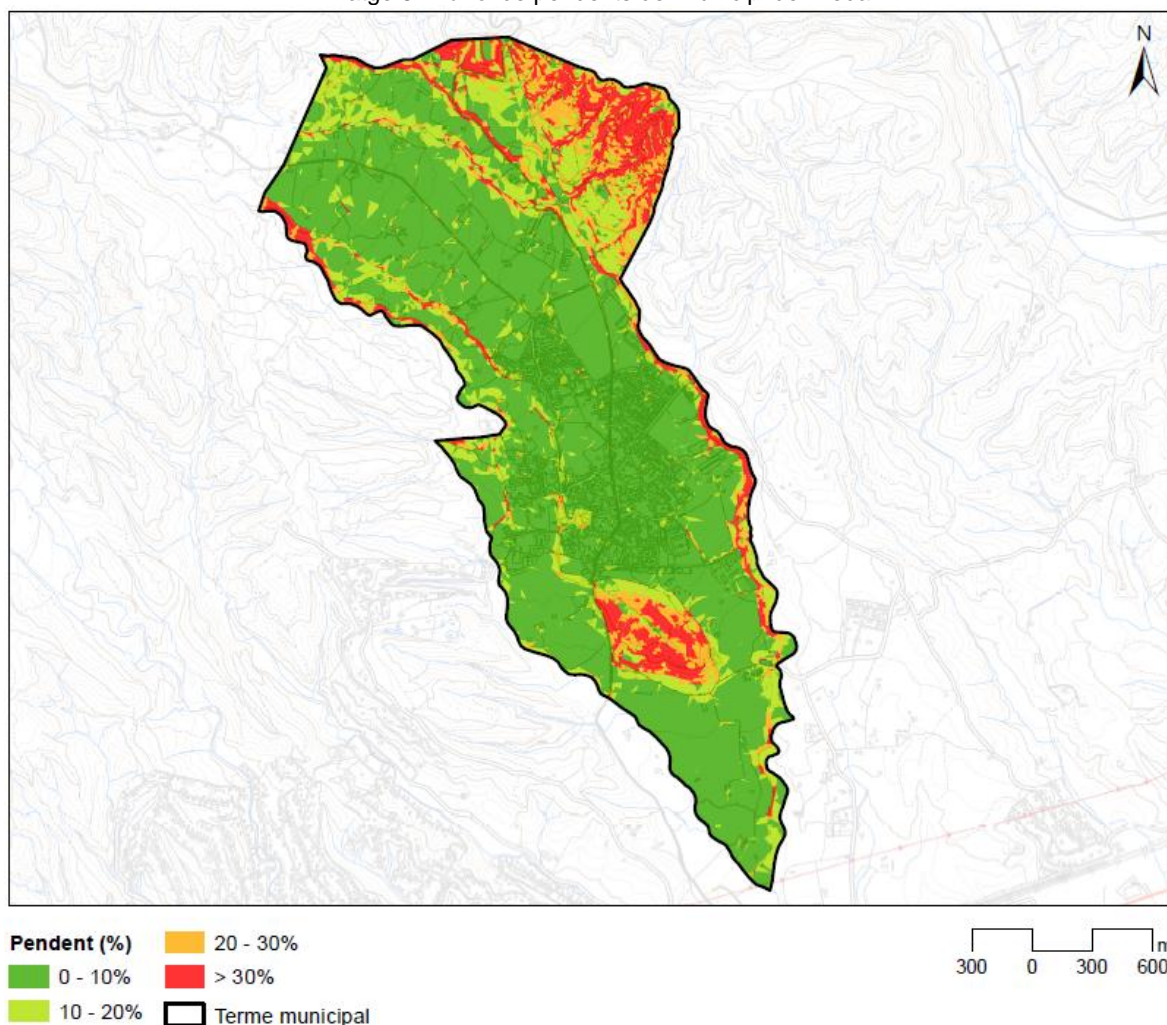 N
Pendent (%)
0 - 10%
10 - 20%
20 - 30%
> 30%
Terme municipal
300 0 300 600
m